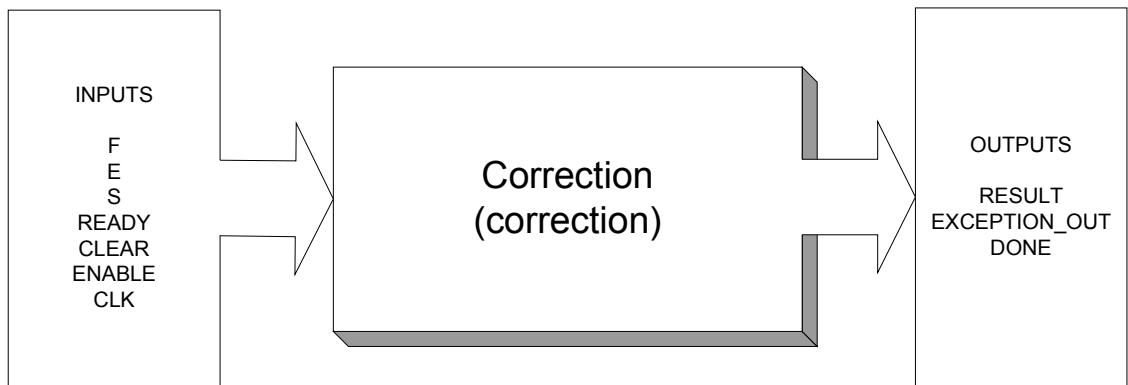 INPUTS
F
E
S
READY
CLEAR
ENABLE
CLK
Correction
(correction)
OUTPUTS
RESULT
EXCEPTION_OUT
DONE